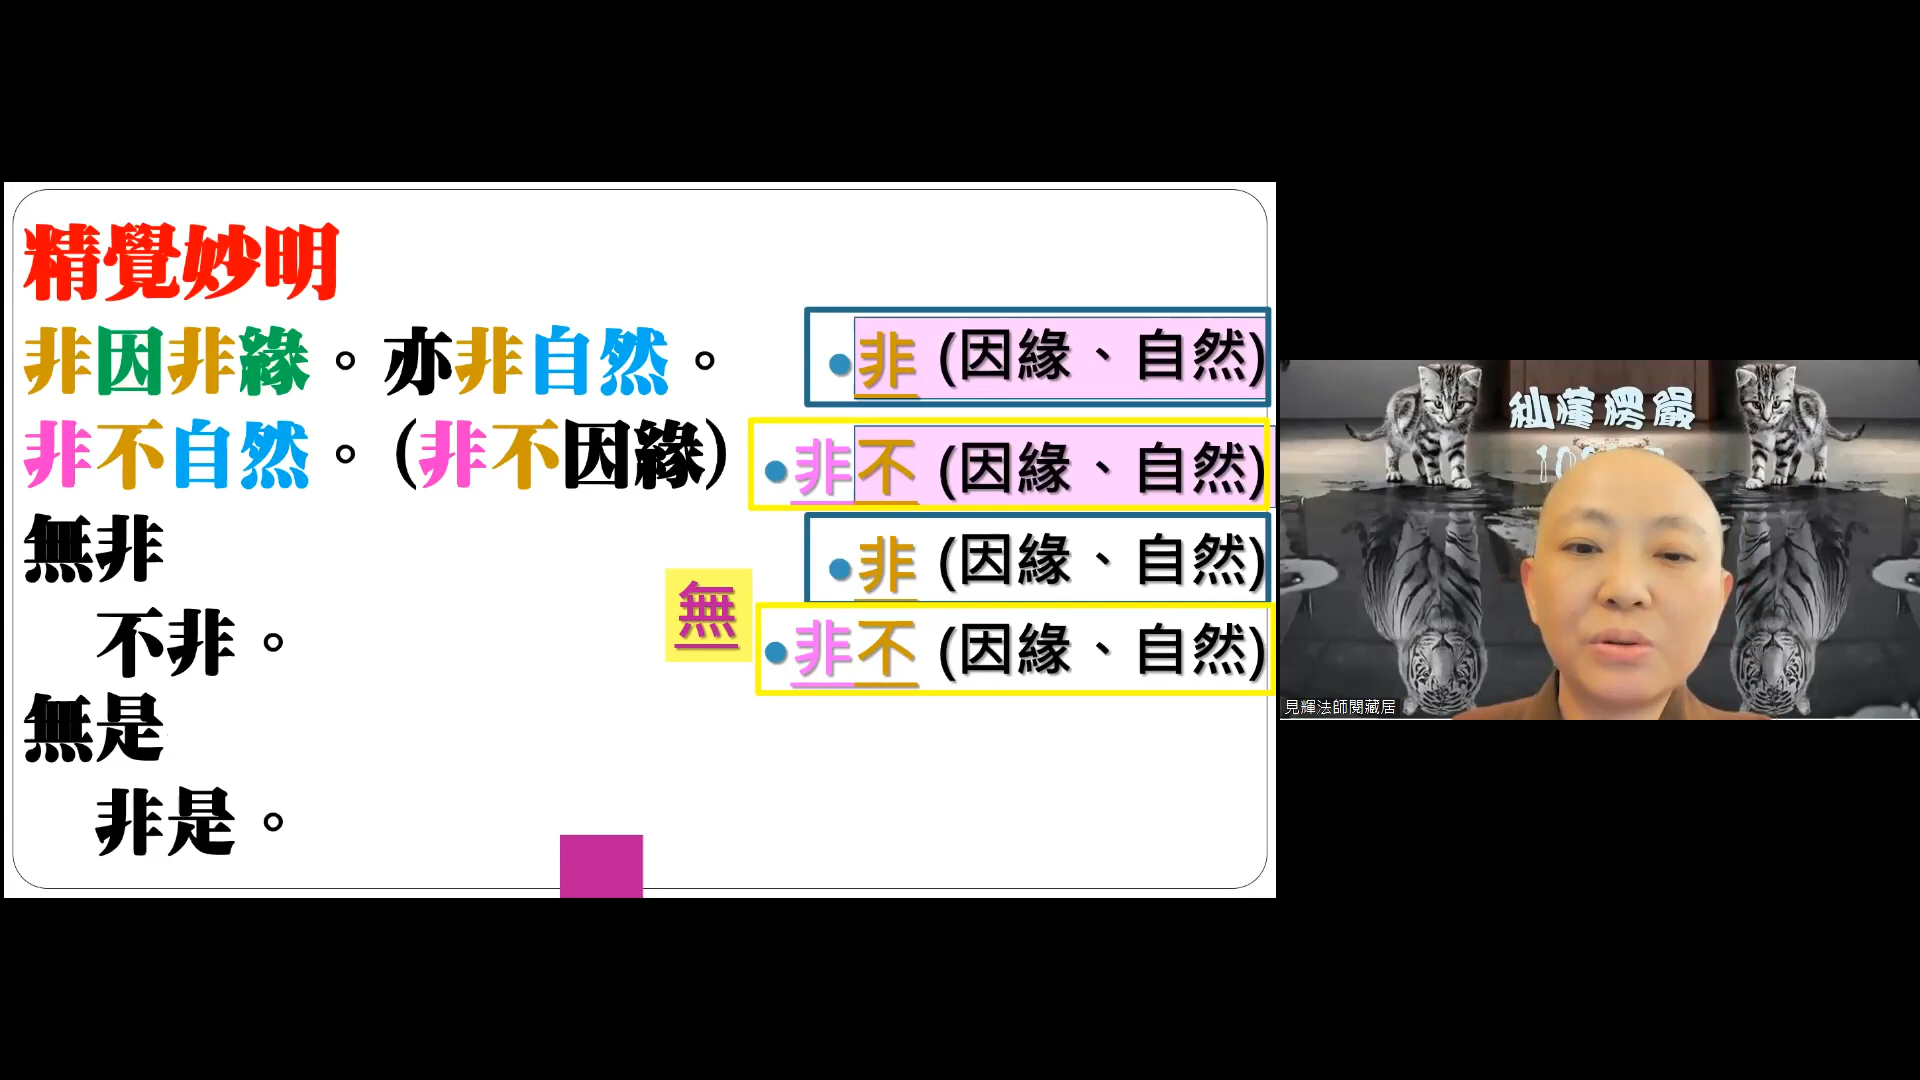 精覺妙明
非因非緣。亦非自然。
非不自然。(非不因緣)
無非
不非。
無是
非是。
•非 (因緣、自然)
•非不 (因緣、自然)
無
•非 (因緣、自然)
•非不 (因緣、自然)
楞嚴
見輝法師閱藏居